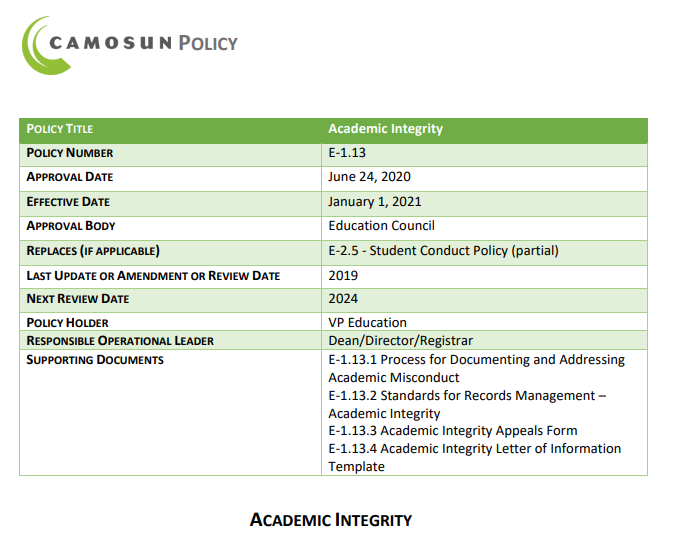 CAMOSUN POLICY
POLICY TITLE Academic Integrity
POLICY NUMBER E-1.13
APPROVAL DATE June 24, 2020
EFFECTIVE DATE January 1, 2021
APPROVAL BODY Education Council
REPLACES (IF APPLICABLE) E-2.5 - Student Conduct Policy (partial)
LAST UPDATE OR AMENDMENT OR REVIEW DATE 2019
NEXT REVIEW DATE 2024
POLICY HOLDER VP Education
RESPONSIBLE OPERATIONAL LEADER Dean/Director/Registrar
SUPPORTING DOCUMENTS E-1.13.1 Process for Documenting and Addressing
Academic Misconduct
E-1.13.2 Standards for Records Management –
Academic Integrity
E-1.13.3 Academic Integrity Appeals Form
E-1.13.4 Academic Integrity Letter of Information
Template
ACADEMIC INTEGRITY